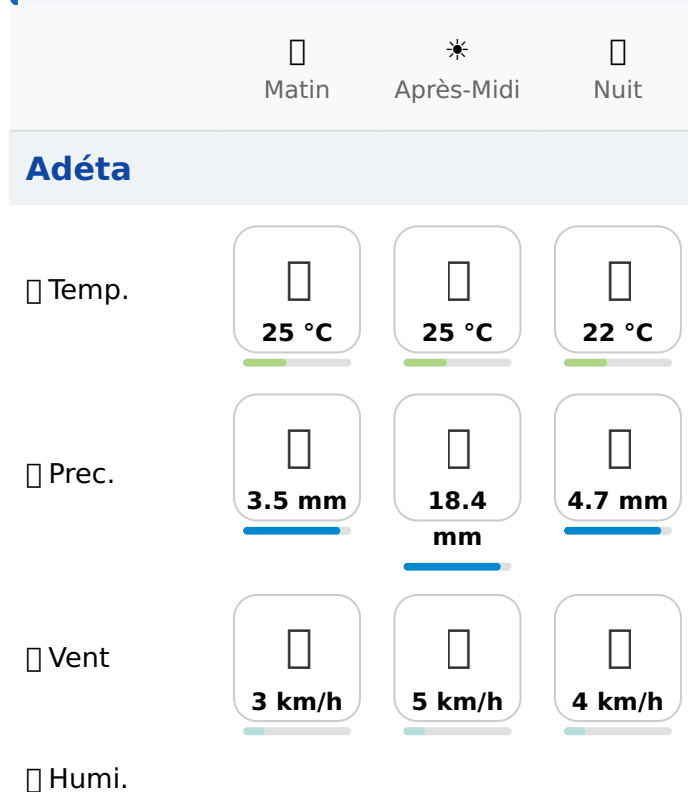 Matin Après-Midi Nuit
Adéta
Temp.
25 °C 25 °C 22 °C
Prec.
3.5 mm 18.4 mm 4.7 mm
Vent
3 km/h 5 km/h 4 km/h
Humi.